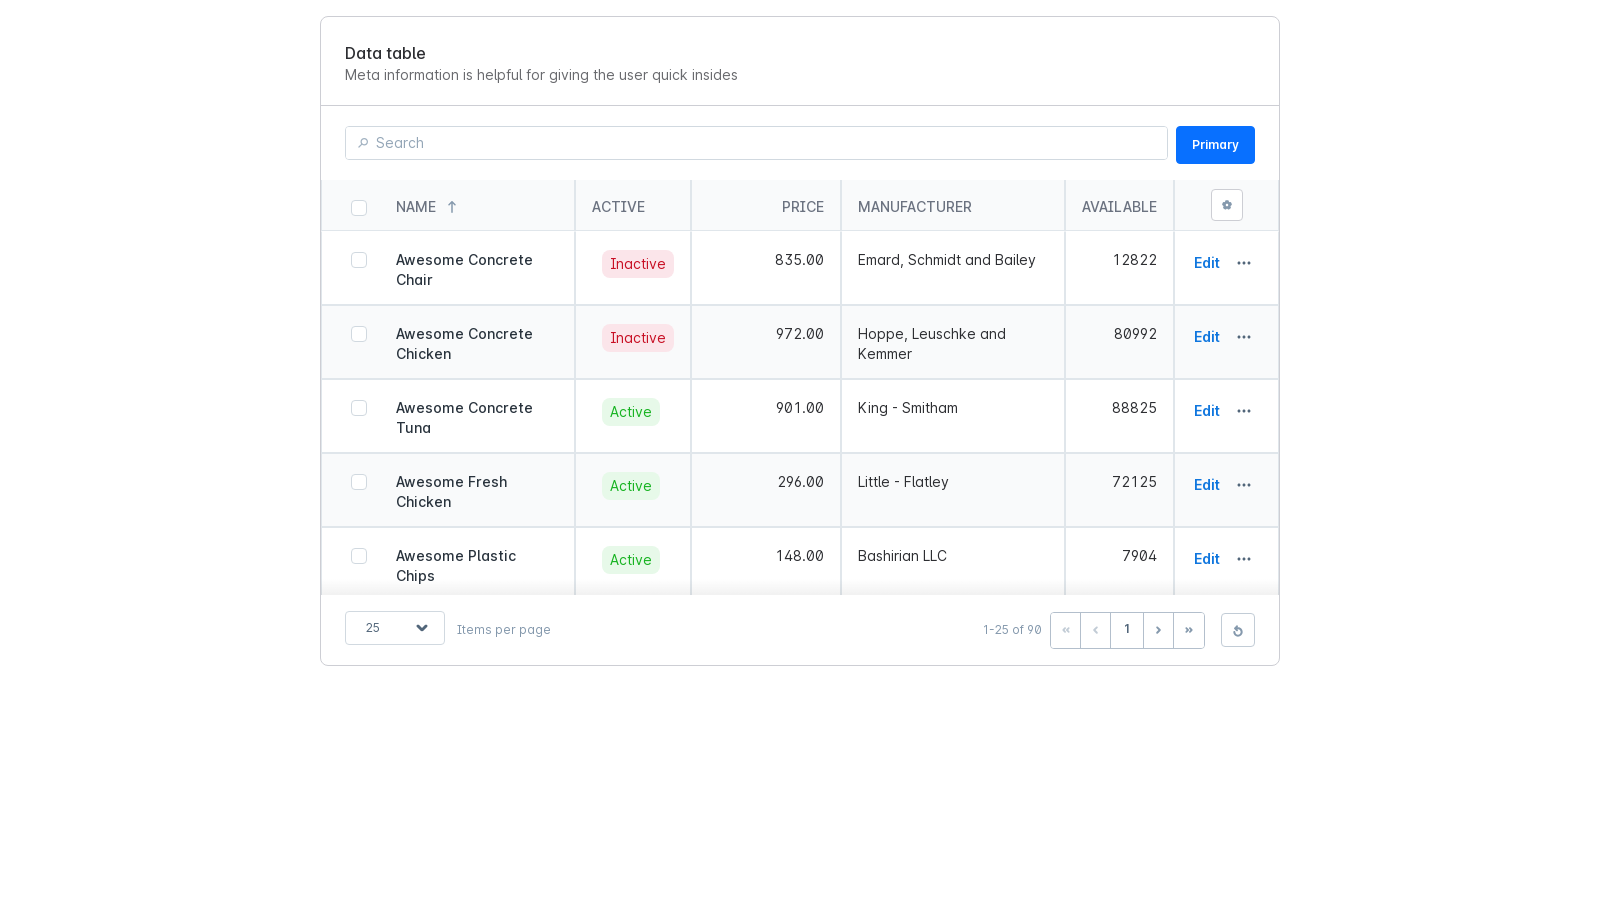 Data table
Meta information is helpful for giving the user quick insides
Search
Primary
NAME ACTIVE PRICE MANUFACTURER AVAILABLE
Awesome Concrete Chair Inactive 835.00 Emard, Schmidt and Bailey 12822 Edit
Awesome Concrete Chicken Inactive 972.00 Hoppe, Leuschke and Kemmer 80992 Edit
Awesome Concrete Tuna Active 901.00 King - Smitham 88825 Edit
Awesome Fresh Chicken Active 296.00 Little - Flatley 72125 Edit
Awesome Plastic Chips Active 148.00 Bashirian LLC 7904 Edit
25 Items per page 1-25 of 90 « ‹ 1 › »